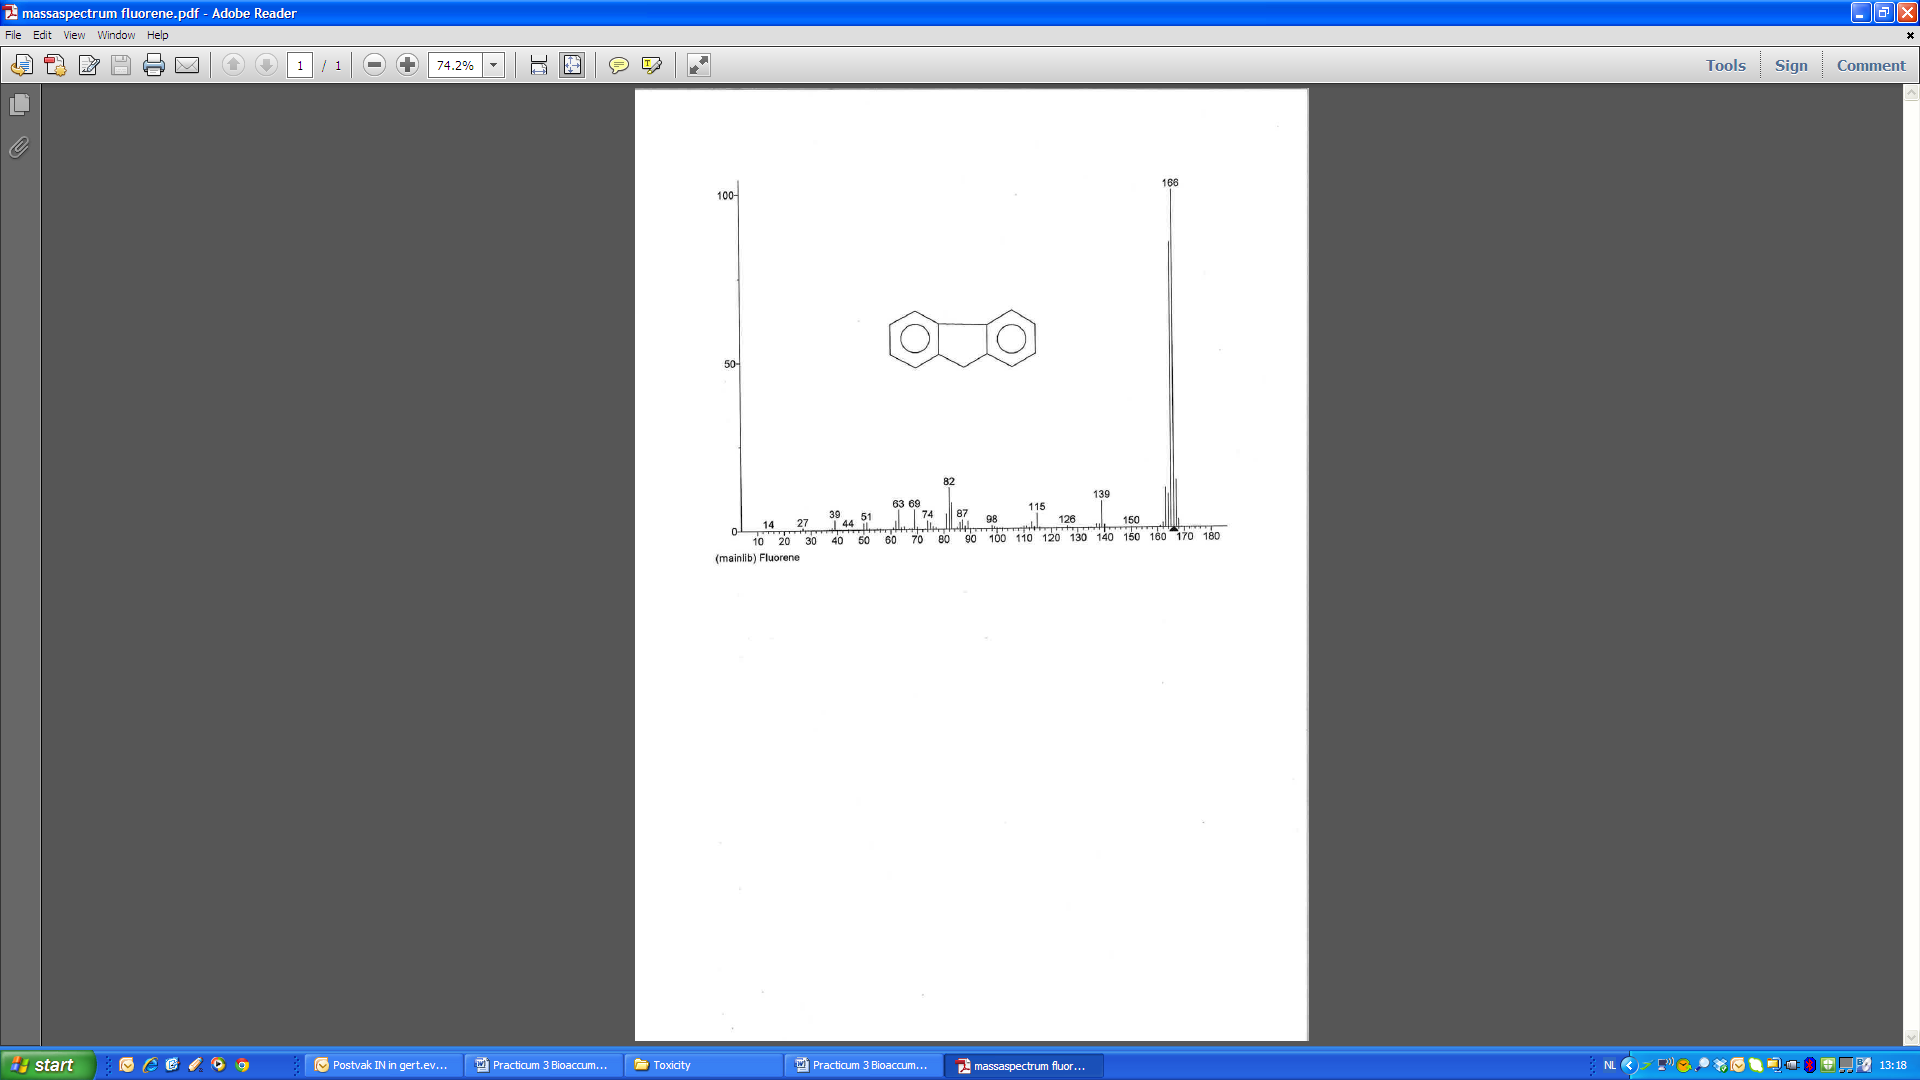 massaspectrum fluorene.pdf - Adobe Reader
File Edit View Window Help
1 / 1 74.2% Tools Sign Comment
166
100
50
82
139
63 69 115
39 51 74 87
14 27 44 98 126 150
0
10 20 30 40 50 60 70 80 90 100 110 120 130 140 150 160 170 180
(mainlib) Fluorene
start Postvak IN in gert.ev... Practicum 3 Bioaccum... Toxicity Practicum 3 Bioaccum... massaspectrum fluor... NL 13:18